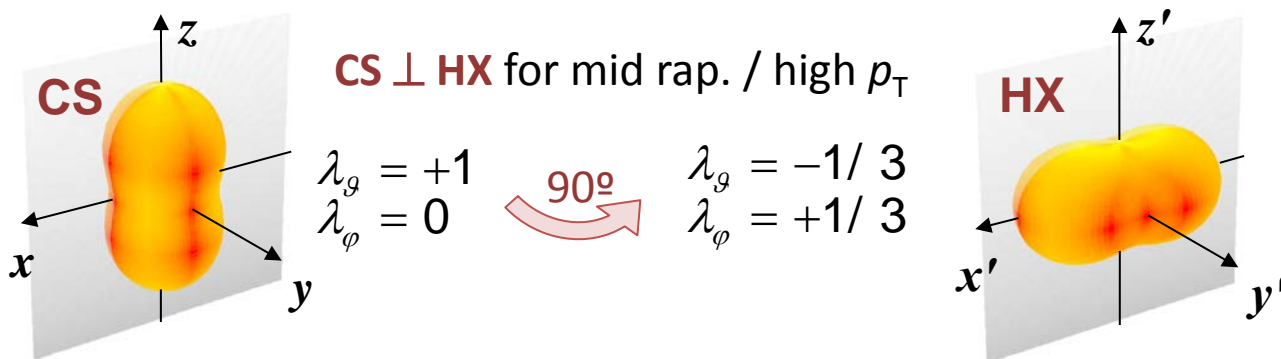 z
CS
x
y
CS ⊥ HX for mid rap. / high pT
λϑ = +1
λφ = 0
90º
λϑ = −1/ 3
λφ = +1/ 3
z′
HX
x′
y′